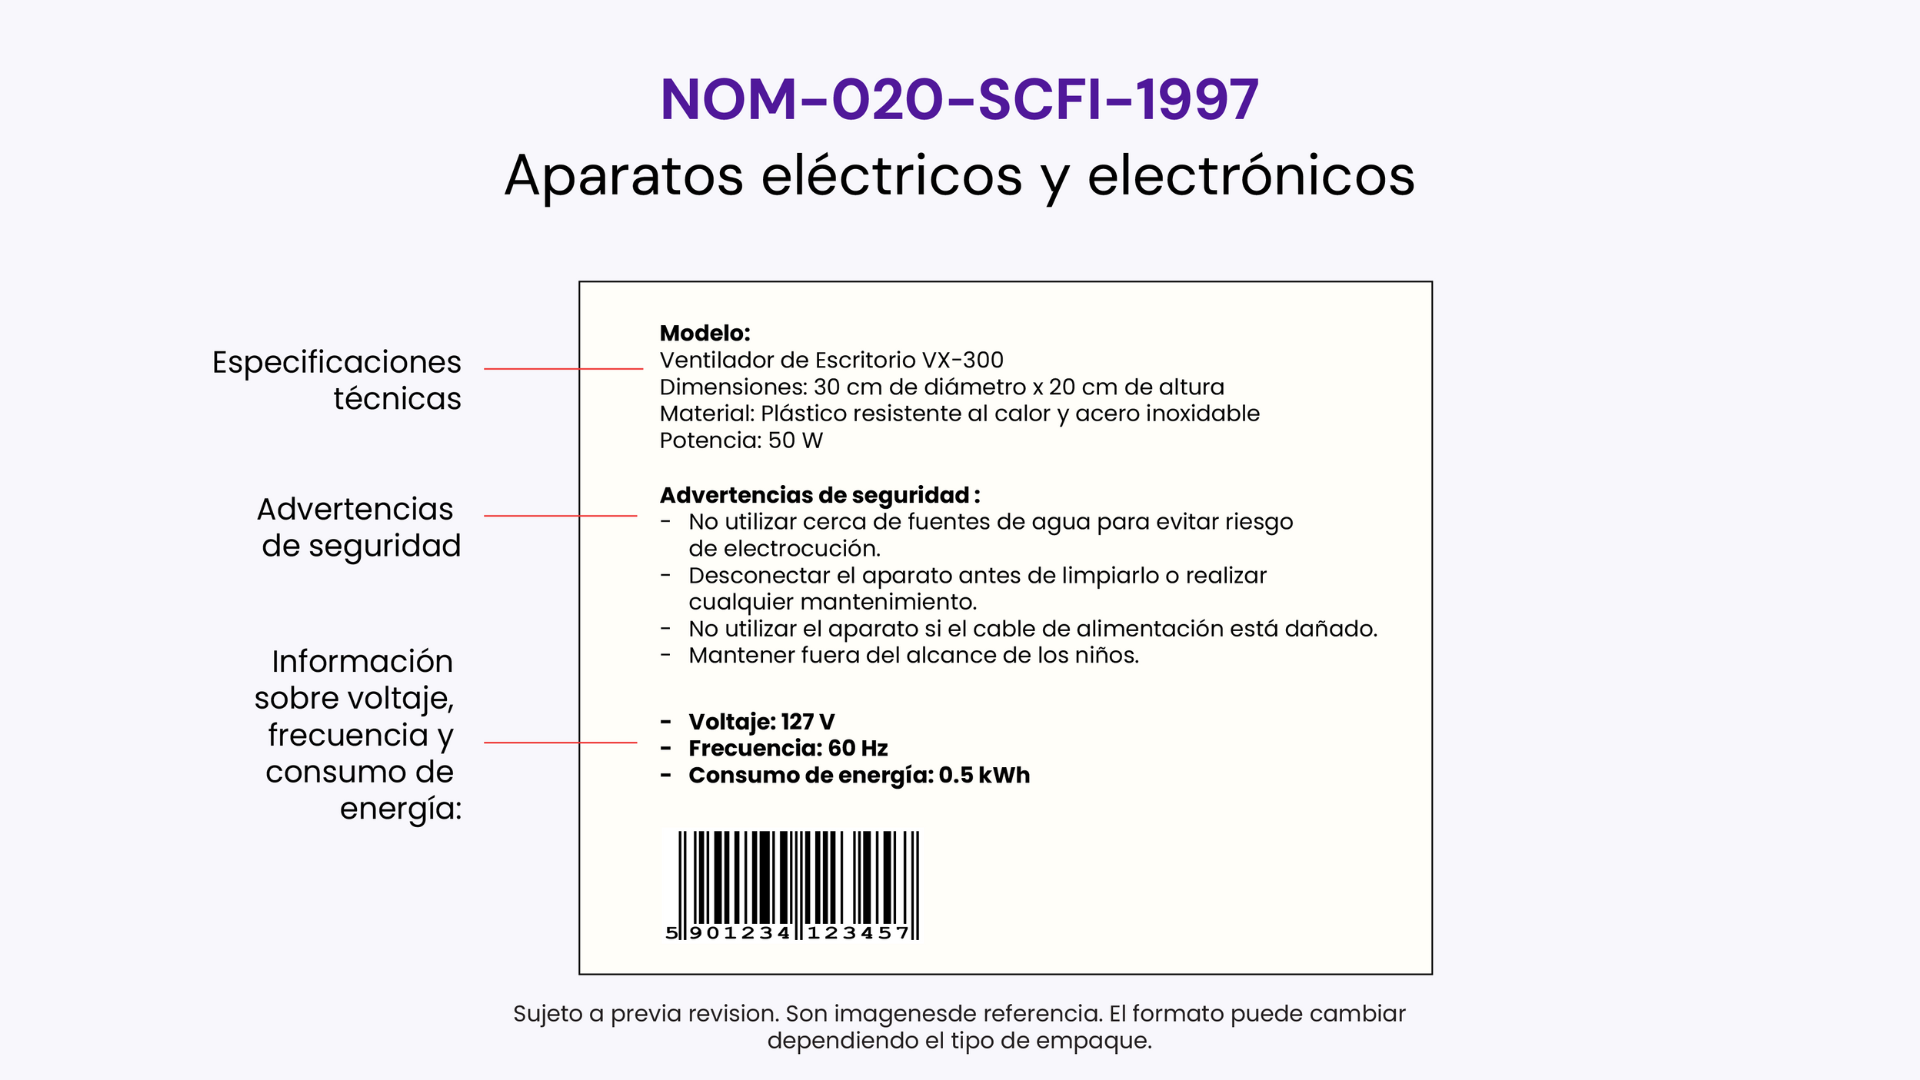 NOM-020-SCFI-1997
Aparatos eléctricos y electrónicos
Especificaciones
técnicas
Modelo:
Ventilador de Escritorio VX-300
Dimensiones: 30 cm de diámetro x 20 cm de altura
Material: Plástico resistente al calor y acero inoxidable
Potencia: 50 W
Advertencias
de seguridad
Advertencias de seguridad :
- No utilizar cerca de fuentes de agua para evitar riesgo
de electrocución.
- Desconectar el aparato antes de limpiarlo o realizar
cualquier mantenimiento.
- No utilizar el aparato si el cable de alimentación está dañado.
- Mantener fuera del alcance de los niños.
Información
sobre voltaje,
frecuencia y
consumo de
energía:
- Voltaje: 127 V
- Frecuencia: 60 Hz
- Consumo de energía: 0.5 kWh
5 901234 123457
Sujeto a previa revision. Son imagenesde referencia. El formato puede cambiar
dependiendo el tipo de empaque.